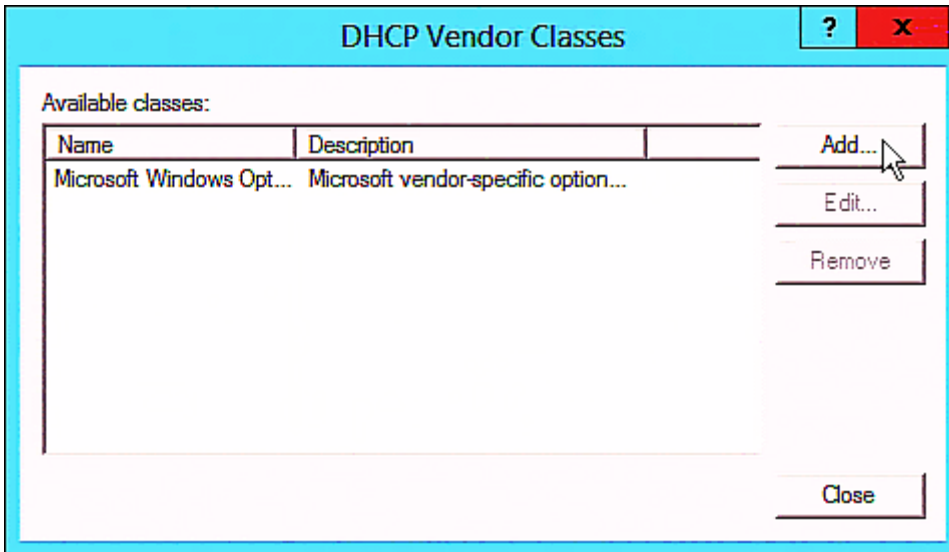 DHCP Vendor Classes
? x
Available classes:
Name Description
Add...
Microsoft Windows Opt... Microsoft vendor-specific option...
Edit...
Remove
Close